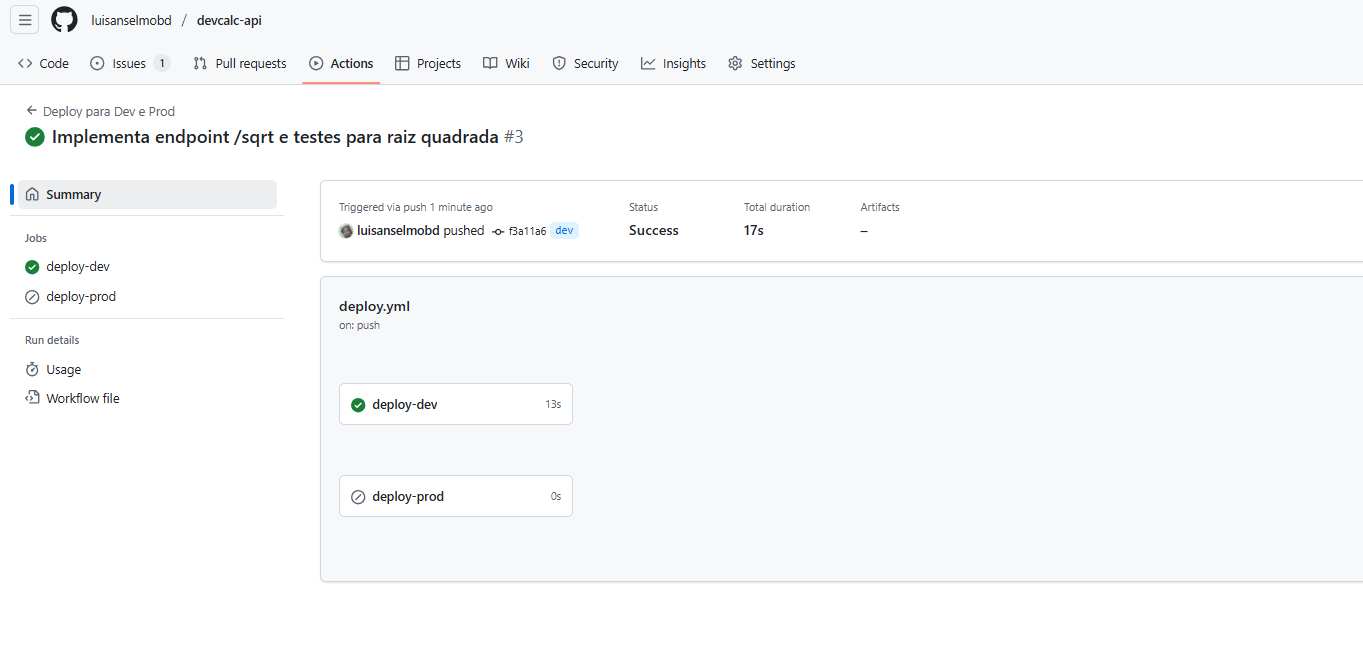 luisanselmobd / devcalc-api
Code Issues 1 Pull requests Actions Projects Wiki Security Insights Settings
Deploy para Dev e Prod
Implementa endpoint /sqrt e testes para raiz quadrada #3
Summary
Jobs
deploy-dev
deploy-prod
Run details
Usage
Workflow file
Triggered via push 1 minute ago
luisanselmobd pushed f3a11a6 dev
Status
Success
Total duration
17s
Artifacts
–
deploy.yml
on: push
deploy-dev 13s
deploy-prod 0s